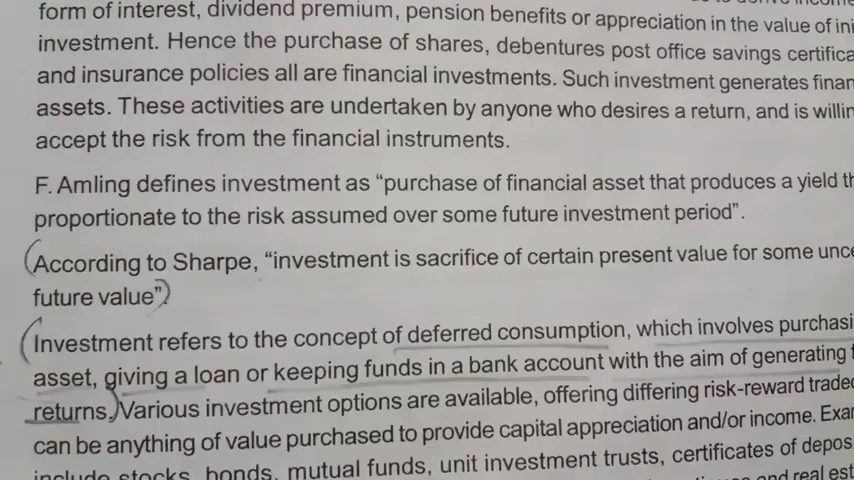 form of interest, dividend premium, pension benefits or appreciation in the value of
investment. Hence the purchase of shares, debentures post office savings
and insurance policies all are financial investments. Such investment generates
assets. These activities are undertaken by anyone who desires a return, and is
accept the risk from the financial instruments.
F. Amling defines investment as “purchase of financial asset that produces a yield
proportionate to the risk assumed over some future investment period”.
According to Sharpe, “investment is sacrifice of certain present value for some
future value”
Investment refers to the concept of deferred consumption, which involves
asset, giving a loan or keeping funds in a bank account with the aim of generating
returns. Various investment options are available, offering differing risk-reward
can be anything of value purchased to provide capital appreciation and/or income.
include stocks, bonds, mutual funds, unit investment trusts, certificates of
and real